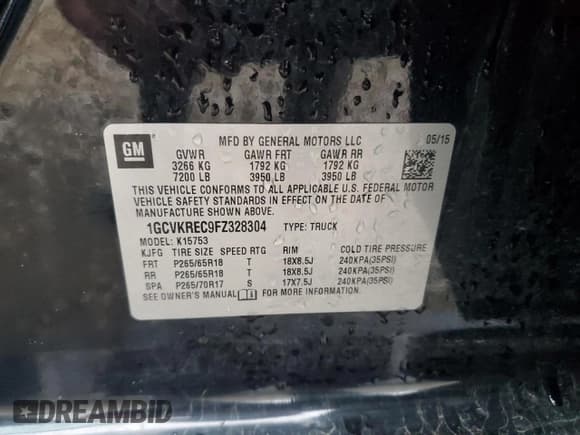 GM
MFD BY GENERAL MOTORS LLC 05/15
GVWR GAWR FRT GAWR RR
3266 KG 1792 KG 1792 KG
7200 LB 3950 LB 3950 LB
THIS VEHICLE CONFORMS TO ALL APPLICABLE U.S. FEDERAL MOTOR
VEHICLE SAFETY STANDARDS IN EFFECT ON THE DATE OF
MANUFACTURE SHOWN ABOVE.
1GCVKREC9FZ328304 TYPE: TRUCK
MODEL: K15753
KJFG TIRE SIZE SPEED RTG RIM COLD TIRE PRESSURE
FRT P265/65R18 T 18X8.5J 240KPA(35PSI)
RR P265/65R18 T 18X8.5J 240KPA(35PSI)
SPA P265/70R17 S 17X7.5J 240KPA(35PSI)
SEE OWNER'S MANUAL FOR MORE INFORMATION
DREAMBID